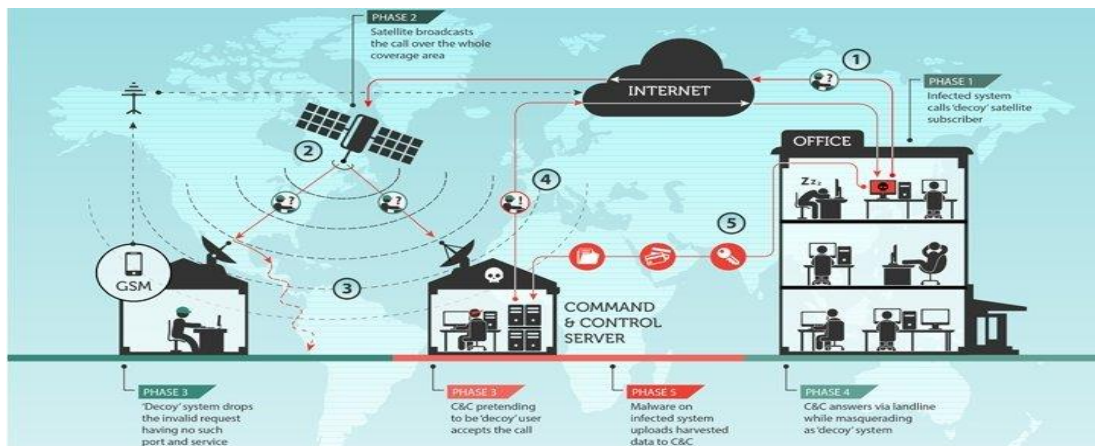 PHASE 2
Satellite broadcasts
the call over the whole
coverage area
INTERNET
1
PHASE 1
Infected system
calls 'decoy' satellite
subscriber
OFFICE
2
?
?
?
4
!
Zzz
5
GSM
3
COMMAND
& CONTROL
SERVER
PHASE 3
'Decoy' system drops
the invalid request
having no such
port and service
PHASE 3'
C&C pretending
to be 'decoy' user
accepts the call
PHASE 5
Malware on
infected system
uploads harvested
data to C&C
PHASE 4
C&C answers via landline
while masquerading
as 'decoy' system